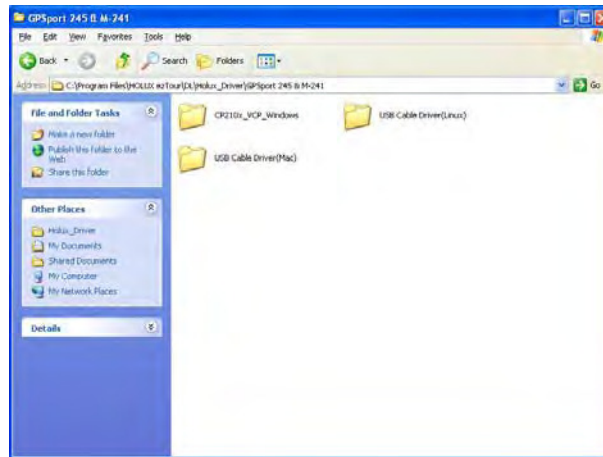 GPSport 245 & M-241
File Edit View Favorites Tools Help
Back Search Folders
Address C:\Program Files\HOLUX ezTour\DL\Holux_Driver\GPSport 245 & M-241 Go
File and Folder Tasks
Make a new folder
Publish this folder to the
Web
Share this folder
Other Places
Holux_Driver
My Documents
Shared Documents
My Computer
My Network Places
Details
CP210x_VCP_Windows
USB Cable Driver(Linux)
USB Cable Driver(Mac)